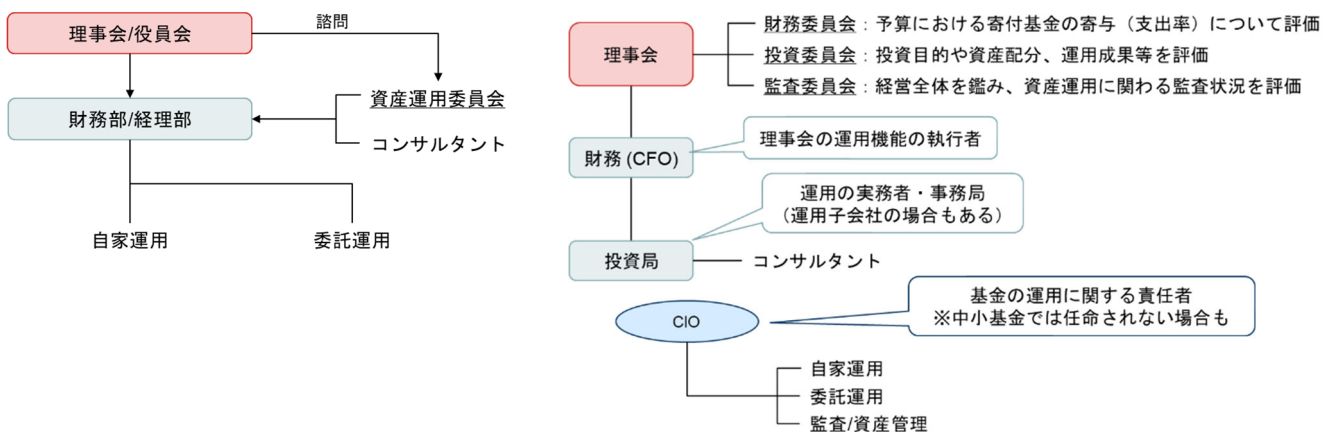 理事会/役員会
諮問
財務部/経理部
資産運用委員会
コンサルタント
自家運用
委託運用
理事会
財務委員会：予算における寄付基金の寄与（支出率）について評価
投資委員会：投資目的や資産配分、運用成果等を評価
監査委員会：経営全体を鑑み、資産運用に関わる監査状況を評価
財務 (CFO)
理事会の運用機能の執行者
運用の実務者・事務局
（運用子会社の場合もある）
投資局
コンサルタント
基金の運用に関する責任者
※中小基金では任命されない場合も
CIO
自家運用
委託運用
監査/資産管理